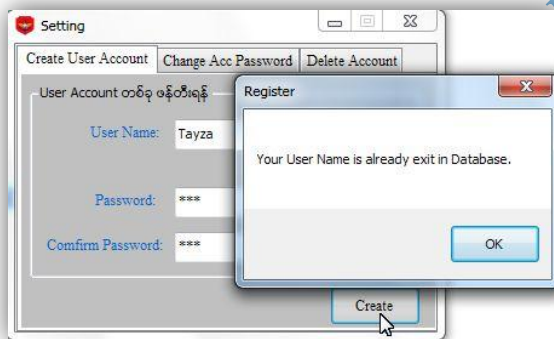 Setting
Create User Account Change Acc Password Delete Account
User Account တစ်ခု ဖန်တီးရန်
User Name: Tayza
Password: ***
Comfirm Password: ***
Create
Register
Your User Name is already exit in Database.
OK